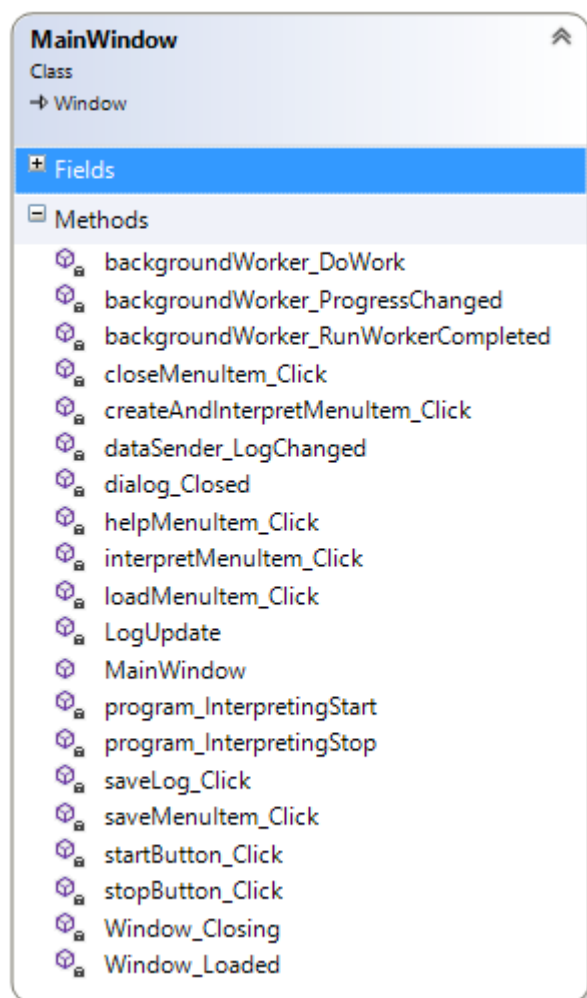 MainWindow
Class
Window
Fields
Methods
backgroundWorker_DoWork
backgroundWorker_ProgressChanged
backgroundWorker_RunWorkerCompleted
closeMenuItem_Click
createAndInterpretMenuItem_Click
dataSender_LogChanged
dialog_Closed
helpMenuItem_Click
interpretMenuItem_Click
loadMenuItem_Click
LogUpdate
MainWindow
program_InterpretingStart
program_InterpretingStop
saveLog_Click
saveMenuItem_Click
startButton_Click
stopButton_Click
Window_Closing
Window_Loaded